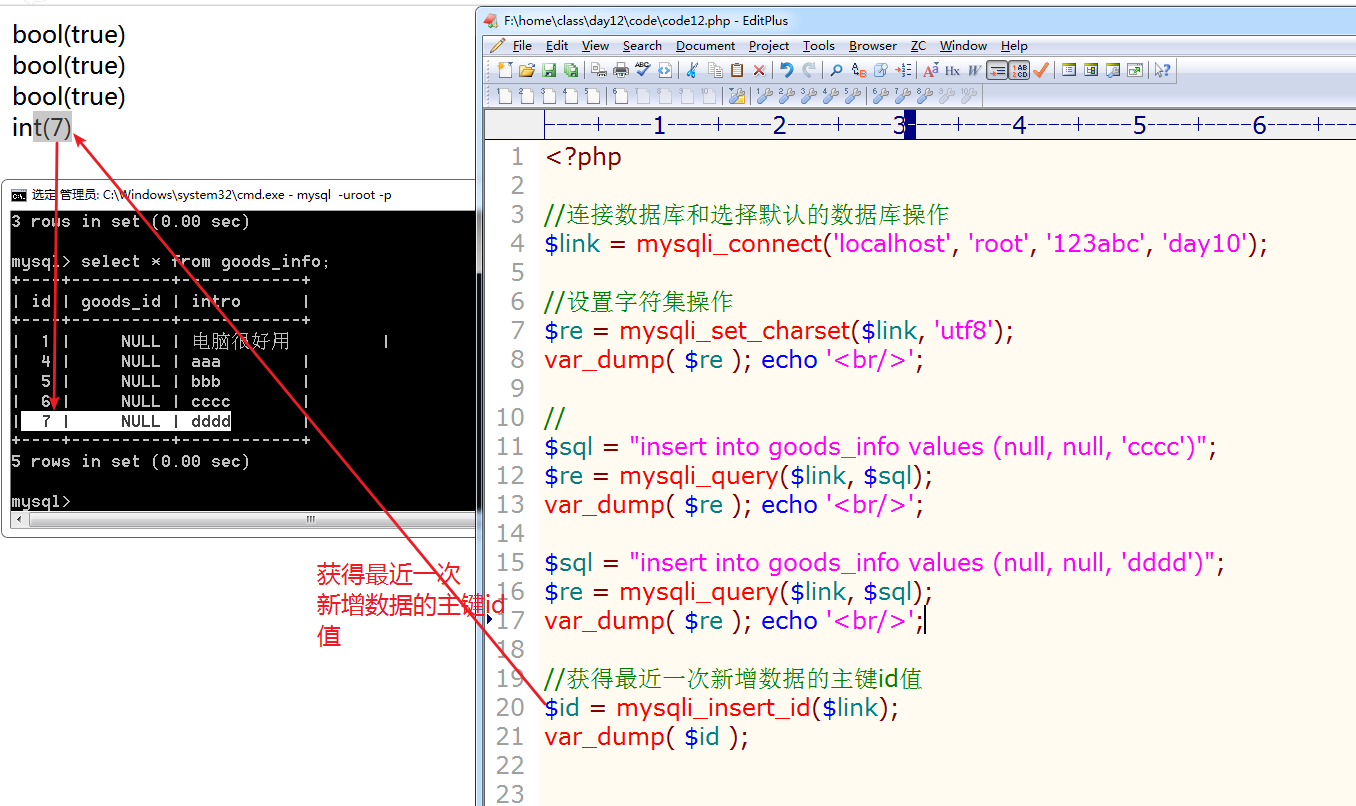 bool(true)
bool(true)
bool(true)
int(7)
选定 管理员: C:\Windows\system32\cmd.exe - mysql  -uroot -p
3 rows in set (0.00 sec)
mysql> select * from goods_info;
+----+----------+------------+
| id | goods_id | intro      |
+----+----------+------------+
|  1 |     NULL | 电脑很好用          |
|  4 |     NULL | aaa        |
|  5 |     NULL | bbb        |
|  6 |     NULL | cccc       |
|  7 |     NULL | dddd       |
+----+----------+------------+
5 rows in set (0.00 sec)
mysql>
获得最近一次
新增数据的主键id
值
F:\home\class\day12\code\code12.php - EditPlus
File Edit View Search Document Project Tools Browser ZC Window Help
----+----1----+----2----+----3----+----4----+----5----+----6----+---
1 <?php
2
3 //连接数据库和选择默认的数据库操作
4 $link = mysqli_connect('localhost', 'root', '123abc', 'day10');
5
6 //设置字符集操作
7 $re = mysqli_set_charset($link, 'utf8');
8 var_dump( $re ); echo '<br/>';
9
10 //
11 $sql = "insert into goods_info values (null, null, 'cccc')";
12 $re = mysqli_query($link, $sql);
13 var_dump( $re ); echo '<br/>';
14
15 $sql = "insert into goods_info values (null, null, 'dddd')";
16 $re = mysqli_query($link, $sql);
17 var_dump( $re ); echo '<br/>';
18
19 //获得最近一次新增数据的主键id值
20 $id = mysqli_insert_id($link);
21 var_dump( $id );
22
23